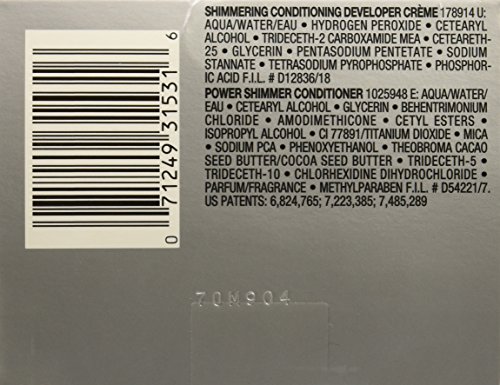 SHIMMERING CONDITIONING DEVELOPER CRÈME 178914 U:
AQUA/WATER/EAU • HYDROGEN PEROXIDE • CETEARYL
ALCOHOL • TRIDECETH-2 CARBOXAMIDE MEA • CETEARETH-
25 • GLYCERIN • PENTASODIUM PENTETATE • SODIUM
STANNATE • TETRASODIUM PYROPHOSPHATE • PHOSPHOR-
IC ACID F.I.L. # D12836/18
POWER SHIMMER CONDITIONER 1025948 E: AQUA/WATER/
EAU • CETEARYL ALCOHOL • GLYCERIN • BEHENTRIMONIUM
CHLORIDE • AMODIMETHICONE • CETYL ESTERS •
ISOPROPYL ALCOHOL • CI 77891/TITANIUM DIOXIDE • MICA
• SODIUM PCA • PHENOXYETHANOL • THEOBROMA CACAO
SEED BUTTER/COCOA SEED BUTTER • TRIDECETH-5 •
TRIDECETH-10 • CHLORHEXIDINE DIHYDROCHLORIDE •
PARFUM/FRAGRANCE • METHYLPARABEN F.I.L. # D54221/7.
US PATENTS: 6,824,765; 7,223,385; 7,485,289
0 71249 31531 6
70M904